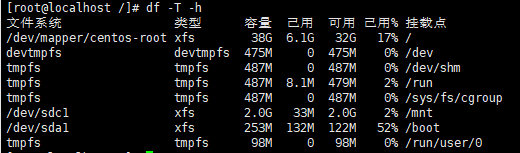 [root@localhost /]# df -T -h
文件系统 类型 容量 已用 可用 已用% 挂载点
/dev/mapper/centos-root xfs 38G 6.1G 32G 17% /
devtmpfs devtmpfs 475M 0 475M 0% /dev
tmpfs tmpfs 487M 0 487M 0% /dev/shm
tmpfs tmpfs 487M 8.1M 479M 2% /run
tmpfs tmpfs 487M 0 487M 0% /sys/fs/cgroup
/dev/sdc1 xfs 2.0G 33M 2.0G 2% /mnt
/dev/sda1 xfs 253M 132M 122M 52% /boot
tmpfs tmpfs 98M 0 98M 0% /run/user/0